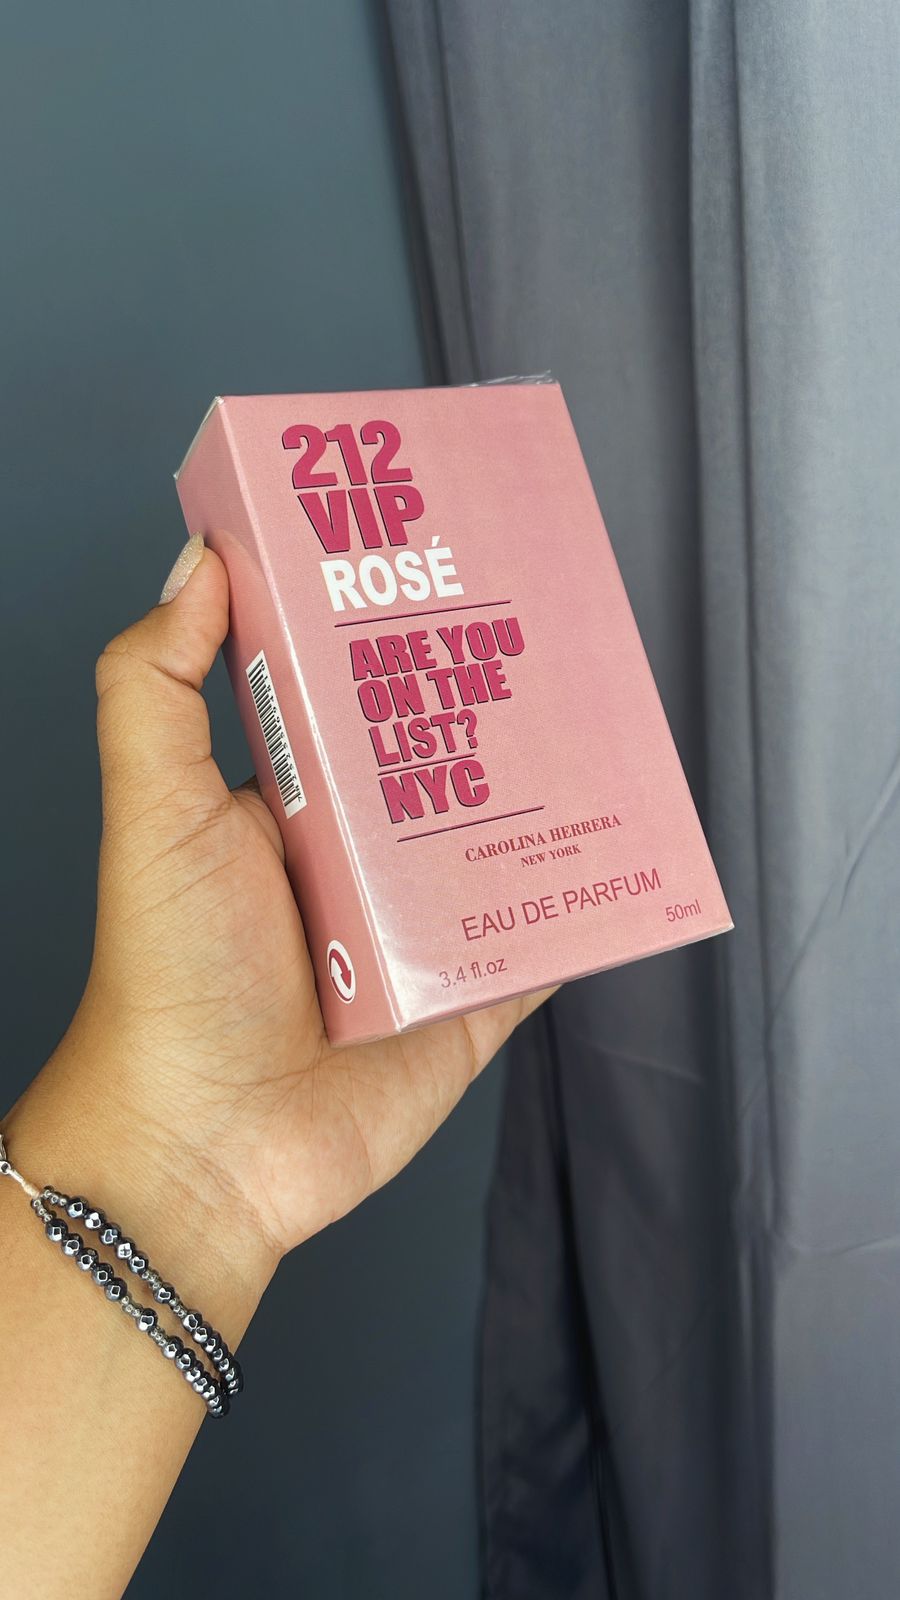 212
VIP
ROSÉ
ARE YOU
ON THE
LIST?
NYC
CAROLINA HERRERA
NEW YORK
EAU DE PARFUM
3.4 fl.oz
50ml